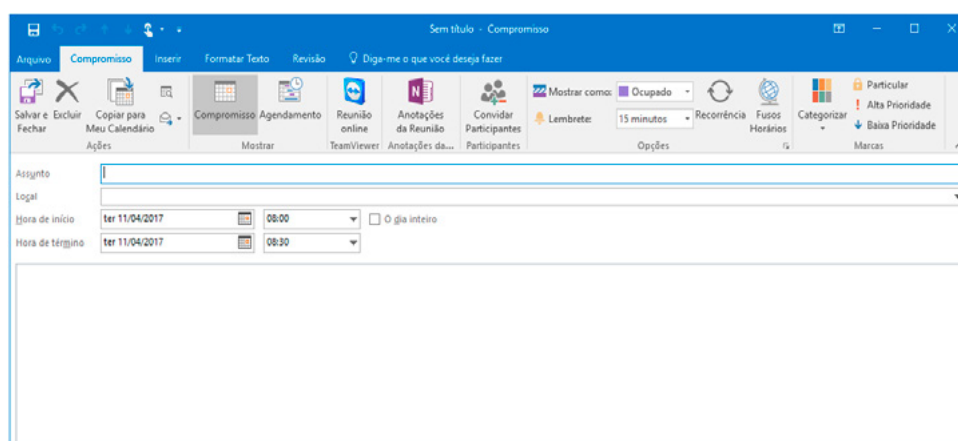 Sem título - Compromisso
Arquivo Compromisso Inserir Formatar Texto Revisão Diga-me o que você deseja fazer
Salvar e Fechar Excluir Copiar para Meu Calendário Compromisso Agendamento Reunião online Anotações da Reunião Convidar Participantes Mostrar como: Ocupado Lembrete: 15 minutos Recorrência Fusos Horários Categorizar Particular Alta Prioridade Baixa Prioridade
Ações Mostrar TeamViewer Anotações da... Participantes Opções Marcas
Assunto
Local
Hora de início ter 11/04/2017 08:00 O dia inteiro
Hora de término ter 11/04/2017 08:30